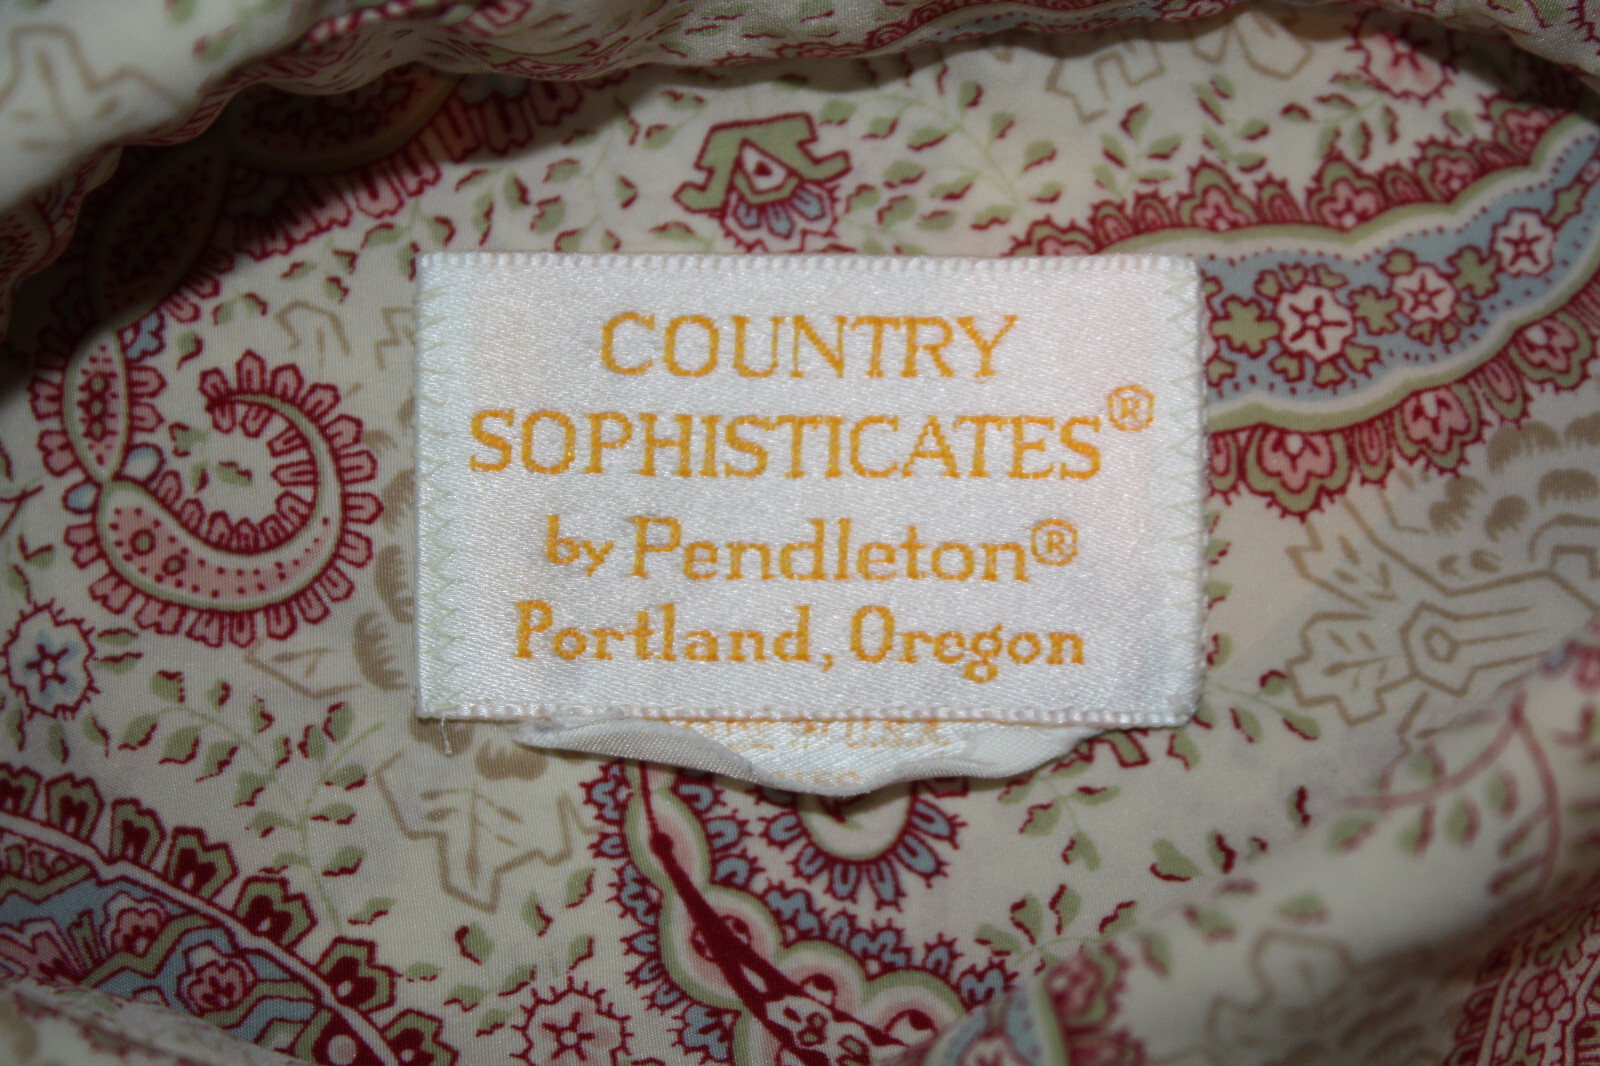 COUNTRY
SOPHISTICATES®
by Pendleton®
Portland, Oregon
U.S.A.